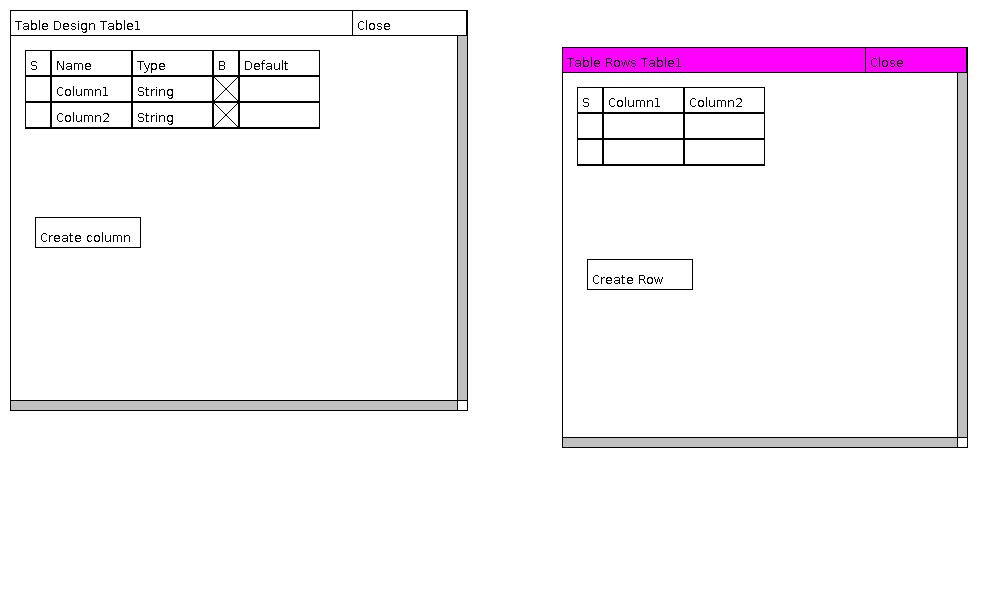 Table Design Table1 Close
S Name Type B Default
Column1 String
Column2 String
Create column
Table Rows Table1 Close
S Column1 Column2
Create Row